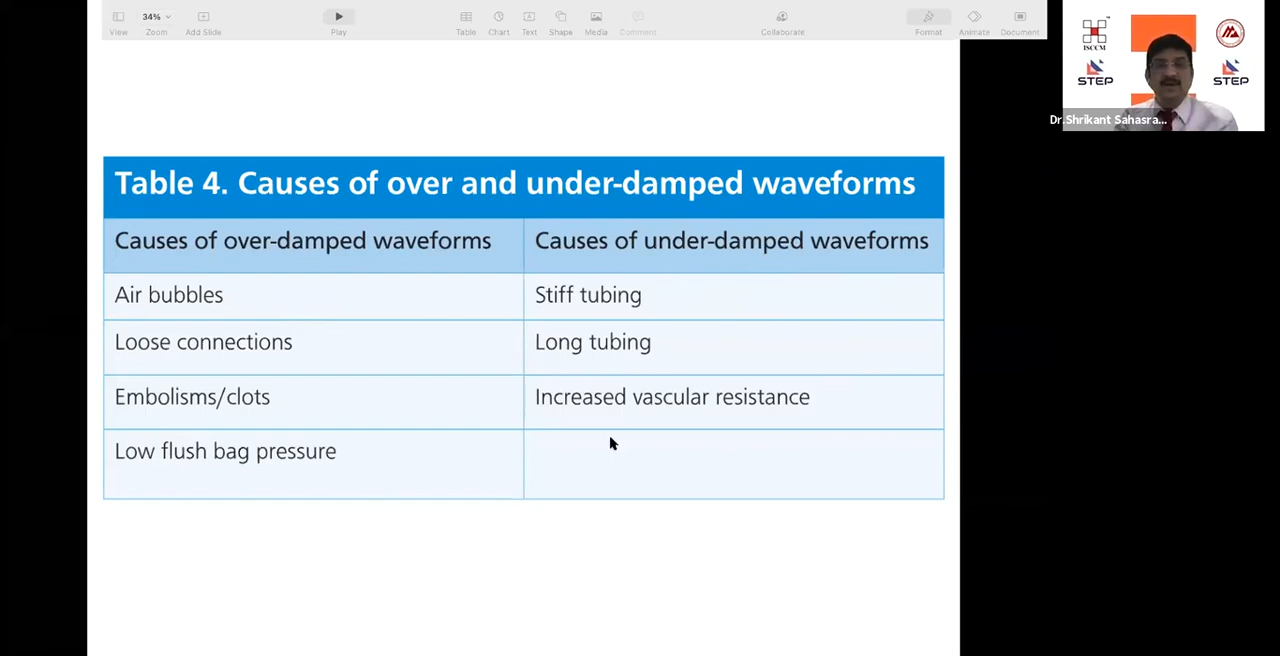 34%
View Zoom Add Slide Play Table Chart Text Shape Media Comment Collaborate Format Animate Document
ISCCM
STEP STEP
Dr.Shrikant Sahasra...
Table 4. Causes of over and under-damped waveforms
Causes of over-damped waveforms Causes of under-damped waveforms
Air bubbles Stiff tubing
Loose connections Long tubing
Embolisms/clots Increased vascular resistance
Low flush bag pressure